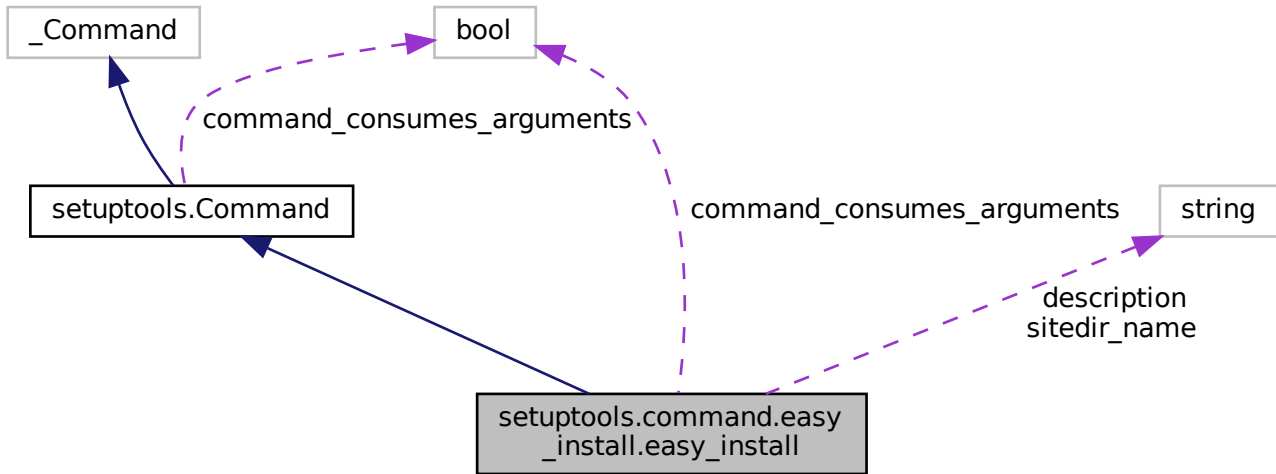 _Command
bool
command_consumes_arguments
setuptools.Command
command_consumes_arguments
string
description
sitedir_name
setuptools.command.easy
_install.easy_install